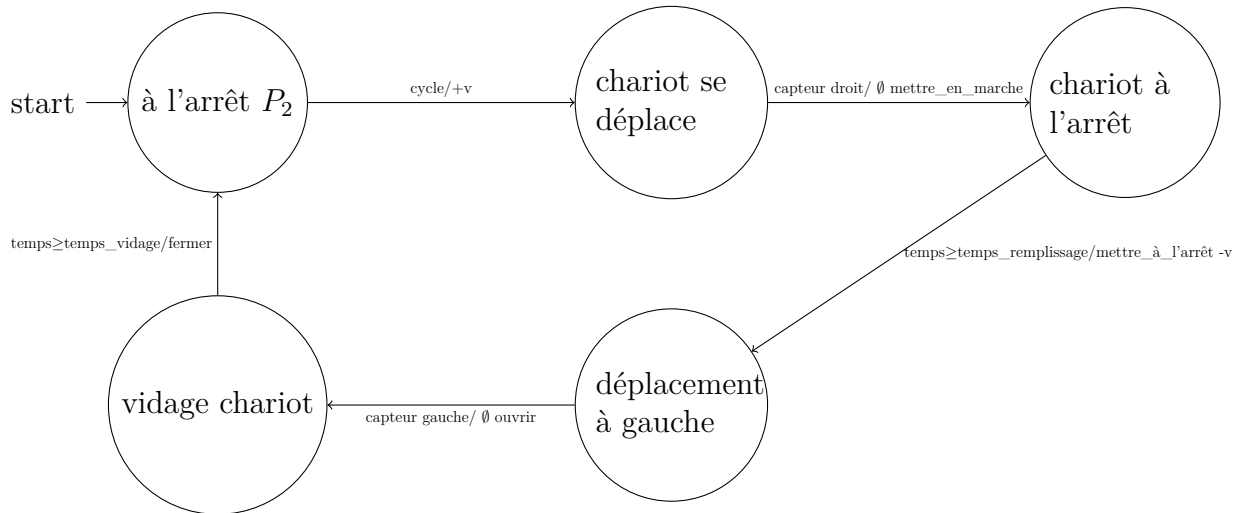 start
à l'arrêt P₂
cycle/+v
chariot se
déplace
capteur droit/ ∅ mettre_en_marche
chariot à
l'arrêt
temps≥temps_vidage/fermer
temps≥temps_remplissage/mettre_à_l'arrêt -v
vidage chariot
capteur gauche/ ∅ ouvrir
déplacement
à gauche